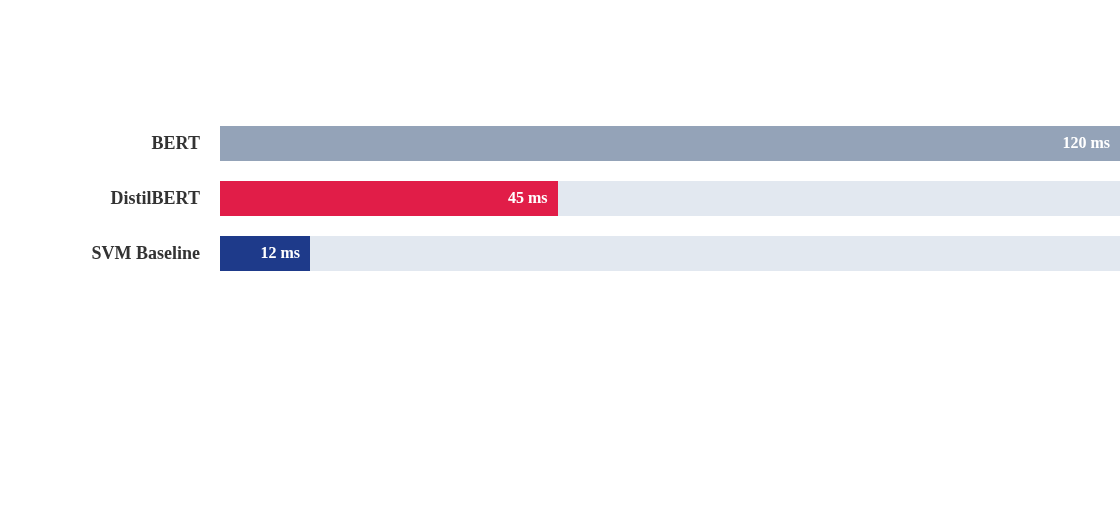 BERT 120 ms
DistilBERT 45 ms
SVM Baseline 12 ms